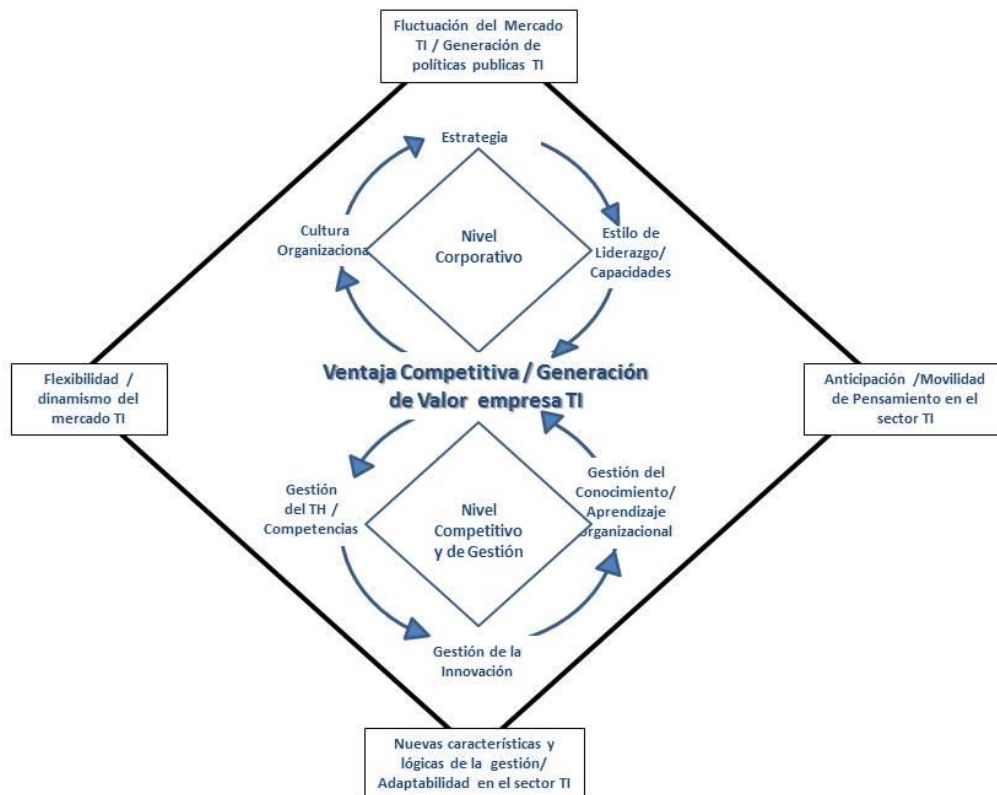 Fluctuación del Mercado
TI / Generación de
políticas publicas TI
Estrategia
Cultura
Organizaciona
Nivel
Corporativo
Estilo de
Liderazgo/
Capacidades
Ventaja Competitiva / Generación
de Valor empresa TI
Flexibilidad /
dinamismo del
mercado TI
Anticipación /Movilidad
de Pensamiento en el
sector TI
Gestión
del TH /
Competencias
Nivel
Competitivo
y de Gestión
Gestión del
Conocimiento/
Aprendizaje
organizacional
Gestión de la
Innovación
Nuevas características y
lógicas de la gestión/
Adaptabilidad en el sector TI